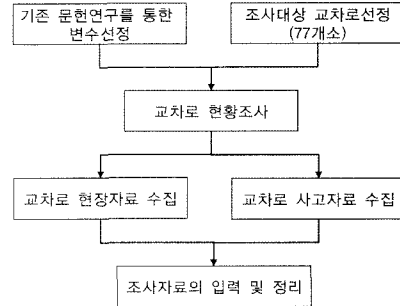 기존 문헌연구를 통한
변수선정
조사대상 교차로선정
(77개소)
교차로 현황조사
교차로 현장자료 수집
교차로 사고자료 수집
조사자료의 입력 및 정리